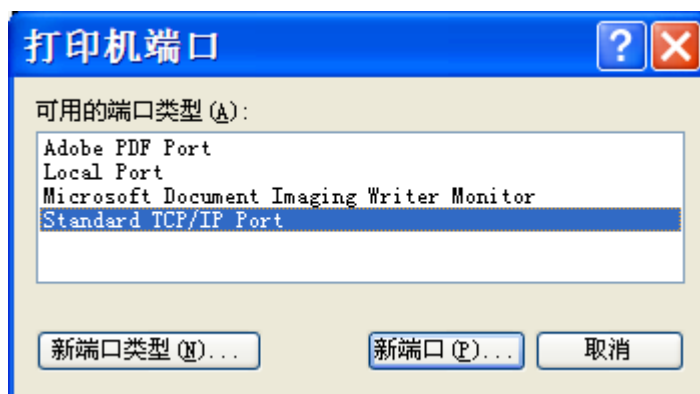 打印机端口
可用的端口类型(A):
Adobe PDF Port
Local Port
Microsoft Document Imaging Writer Monitor
Standard TCP/IP Port
新端口类型(N)... 新端口(P)... 取消